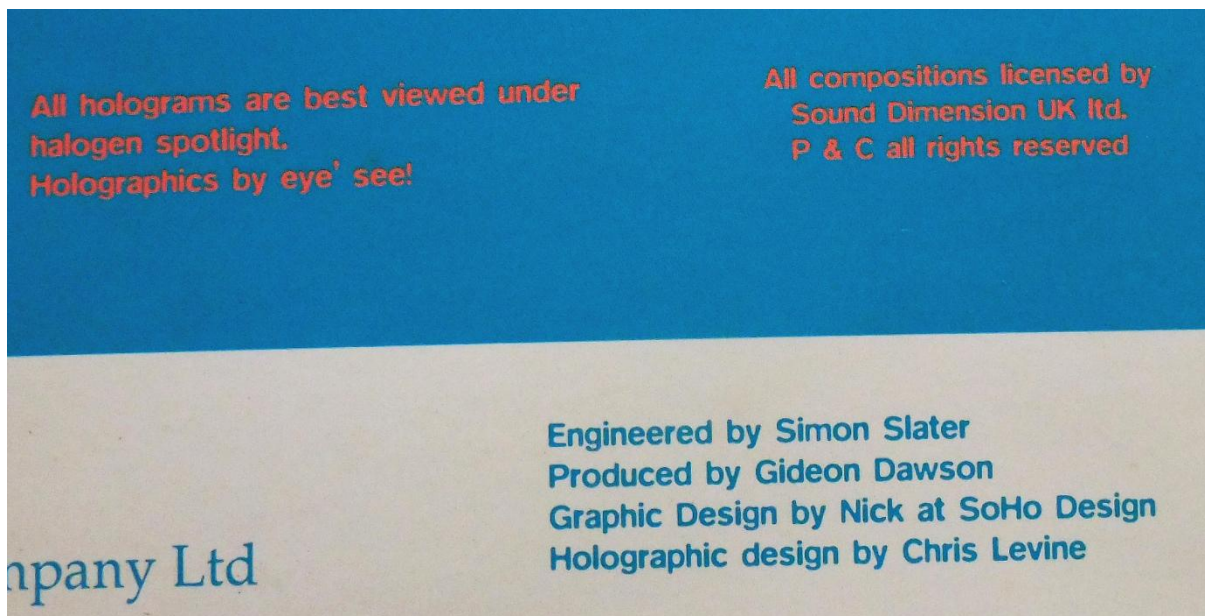 All holograms are best viewed under
halogen spotlight.
Holographics by eye' see!
All compositions licensed by
Sound Dimension UK ltd.
P & C all rights reserved
Engineered by Simon Slater
Produced by Gideon Dawson
Graphic Design by Nick at SoHo Design
Holographic design by Chris Levine
Ltd